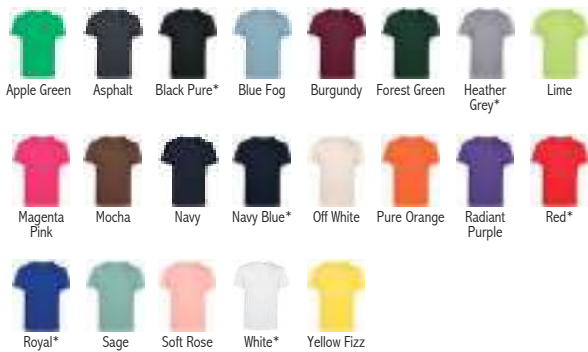 Apple Green
Asphalt
Black Pure*
Blue Fog
Burgundy
Forest Green
Heather
Grey*
Lime
Magenta
Pink
Mocha
Navy
Navy Blue*
Off White
Pure Orange
Radiant
Purple
Red*
Royal*
Sage
Soft Rose
White*
Yellow Fizz